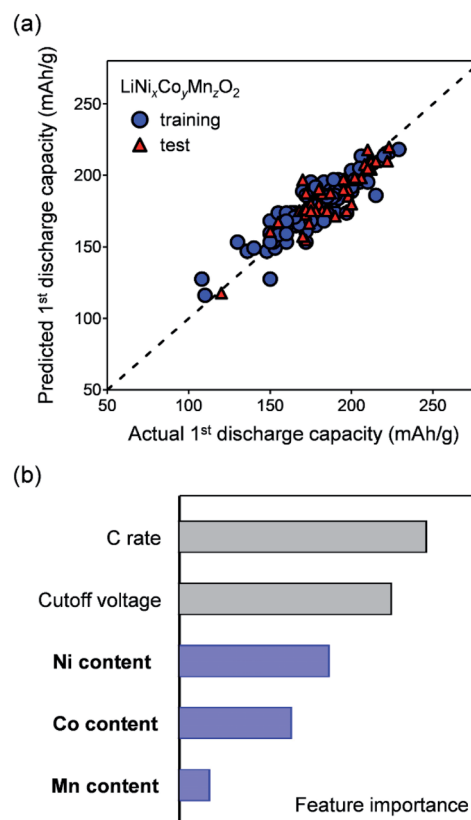 (a)
Predicted 1st discharge capacity (mAh/g)
250
200
150
100
50
LiNixCoyMnzO2
training
test
50
100
150
200
250
Actual 1st discharge capacity (mAh/g)
(b)
C rate
Cutoff voltage
Ni content
Co content
Mn content
Feature importance